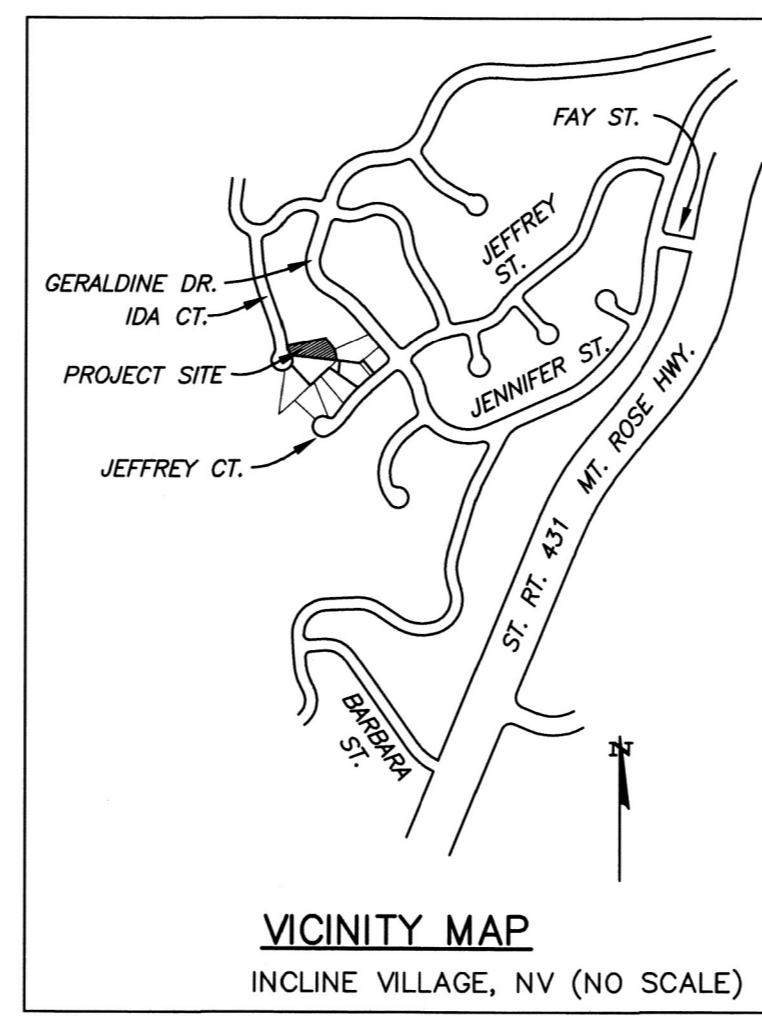 FAY ST.
JEFFREY
ST.
GERALDINE DR.
IDA CT.
PROJECT SITE
JENNIFER ST.
JEFFREY CT.
ST. RT. 431 MT. ROSE HWY.
BARBARA
ST.
N
VICINITY MAP
INCLINE VILLAGE, NV (NO SCALE)